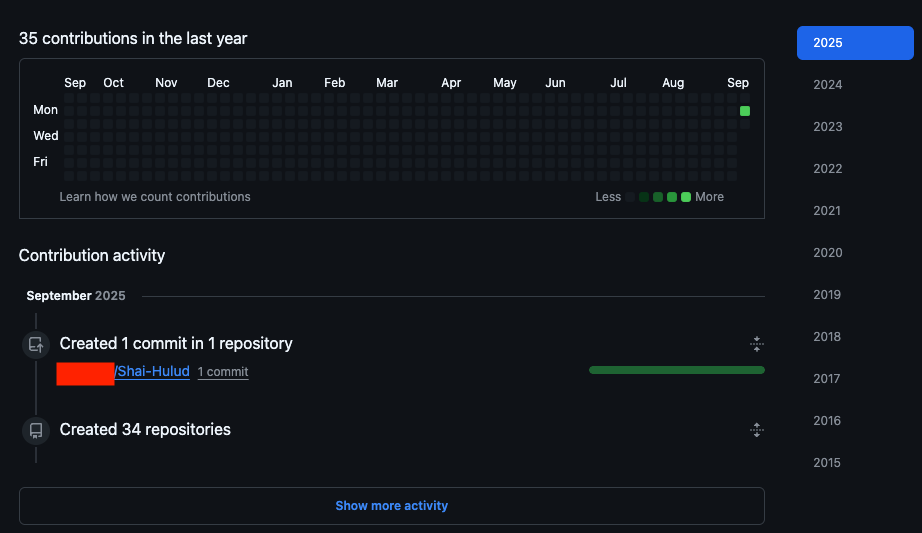 35 contributions in the last year
2025
Sep Oct Nov Dec Jan Feb Mar Apr May Jun Jul Aug Sep
Mon
Wed
Fri
Learn how we count contributions Less More
2024
2023
2022
2021
2020
2019
2018
2017
2016
2015
Contribution activity
September 2025
Created 1 commit in 1 repository
/Shai-Hulud 1 commit
Created 34 repositories
Show more activity